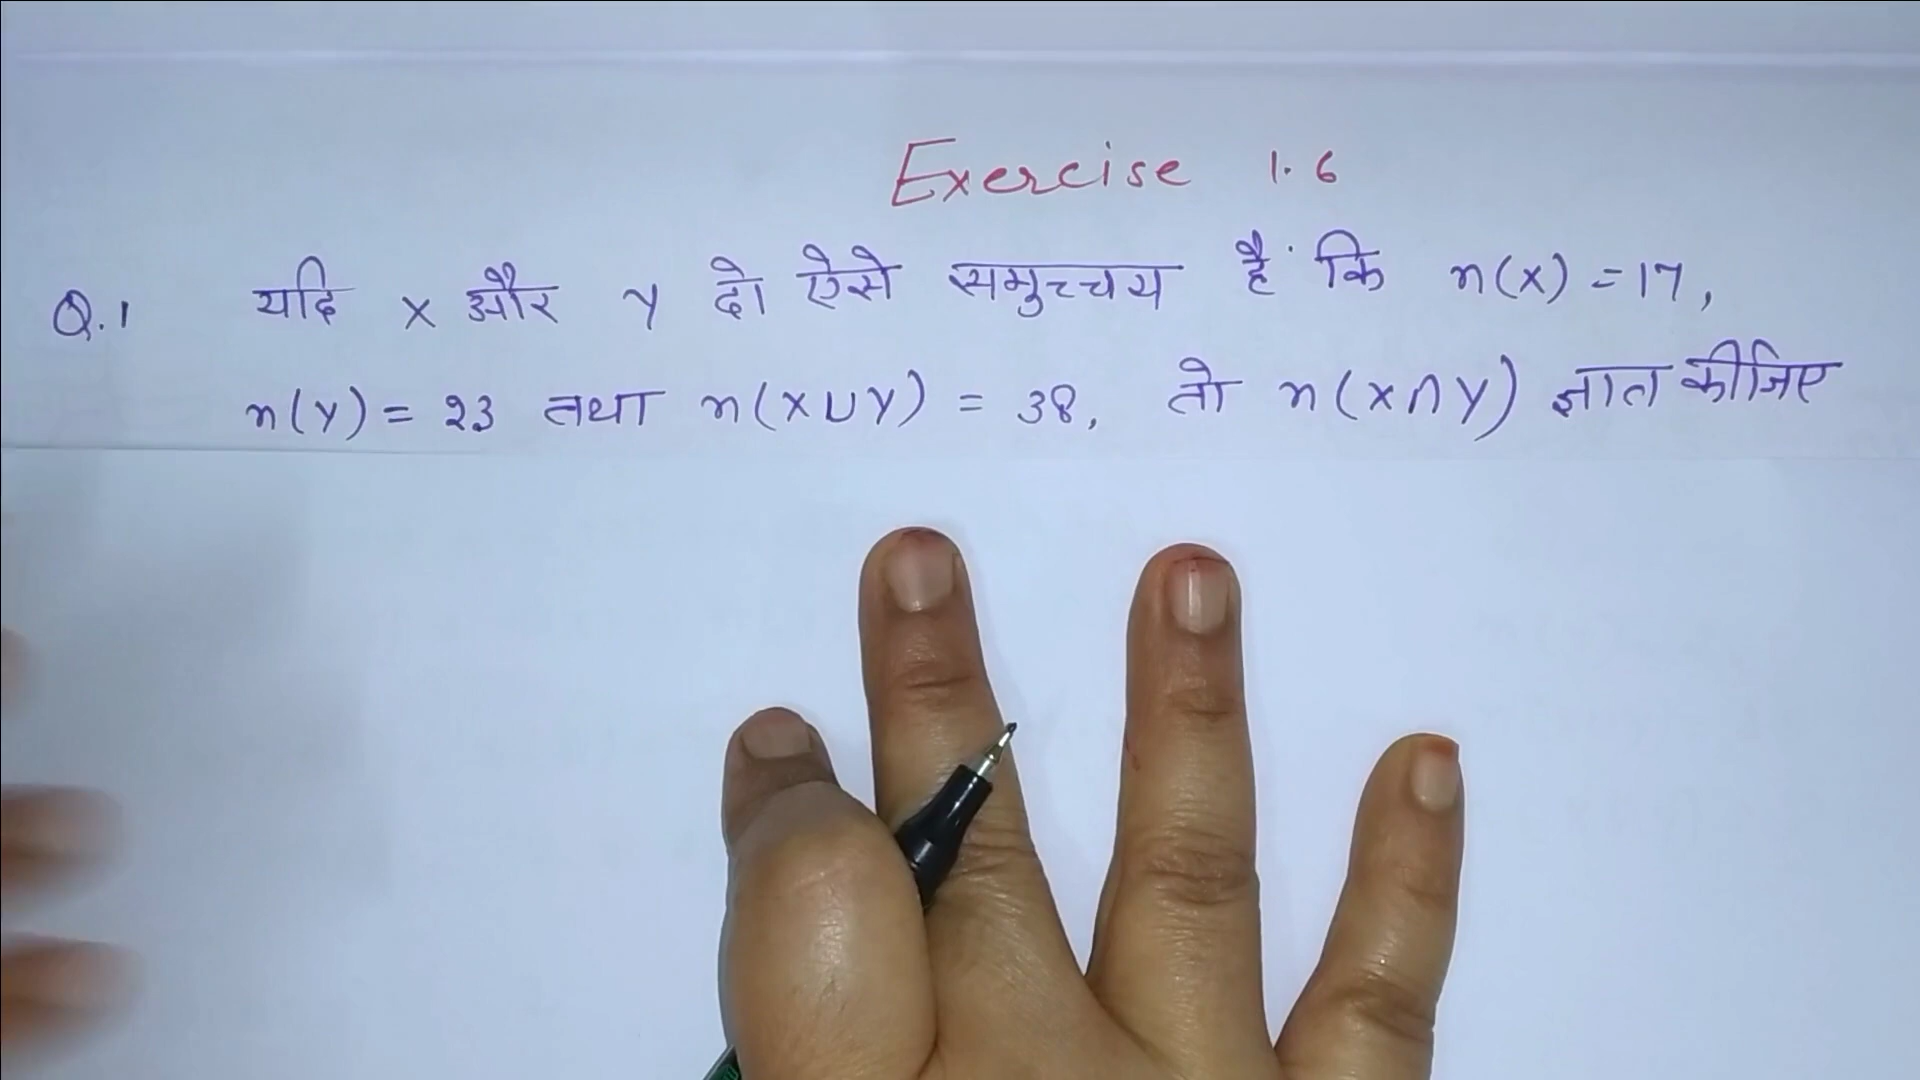 Exercise 1.6
Q.1 यदि x और y दो ऐसे समुच्चय हैं कि n(x) = 17,
n(y) = 23 तथा n(x∪y) = 38, तो n(x∩y) ज्ञात कीजिए